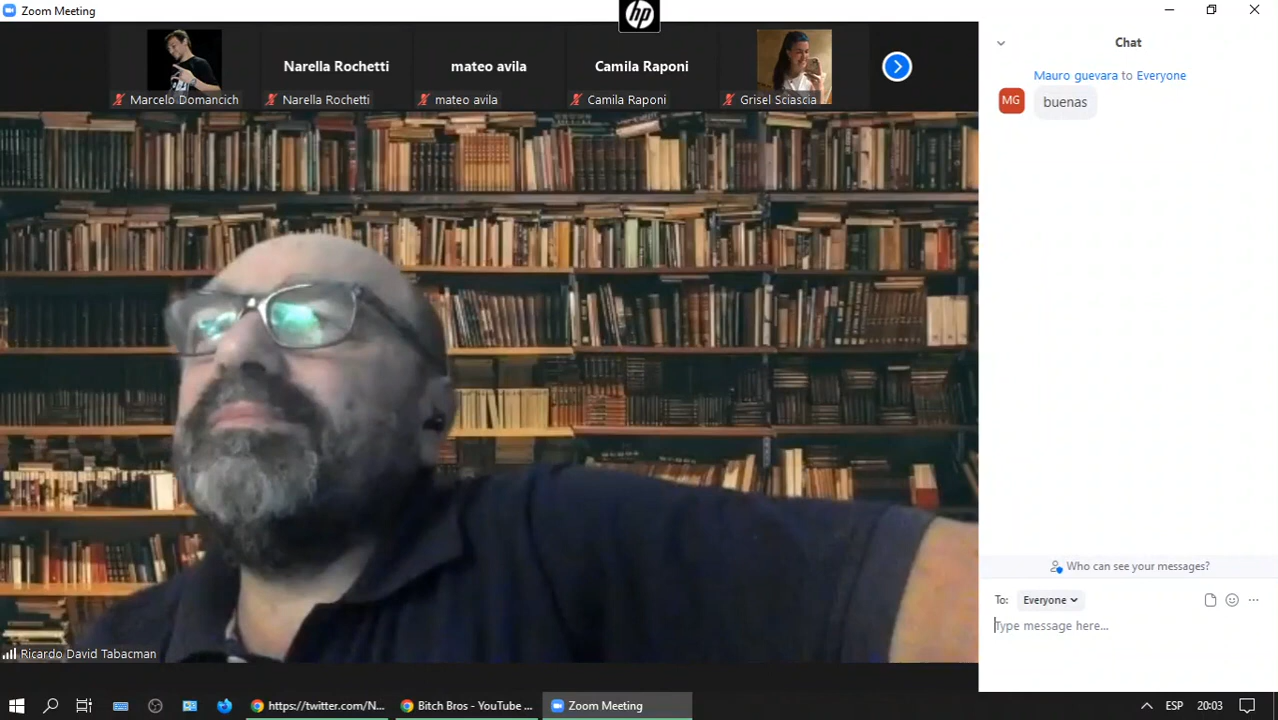 Zoom Meeting
hp
Narella Rochetti
mateo avila
Camila Raponi
Marcelo Domancich
Narella Rochetti
mateo avila
Camila Raponi
Grisel Sciascia
Chat
Mauro guevara to Everyone
MG
buenas
Who can see your messages?
To: Everyone
Type message here...
Ricardo David Tabacman
https://twitter.com/N...
Bitch Bros - YouTube ...
Zoom Meeting
ESP
20:03